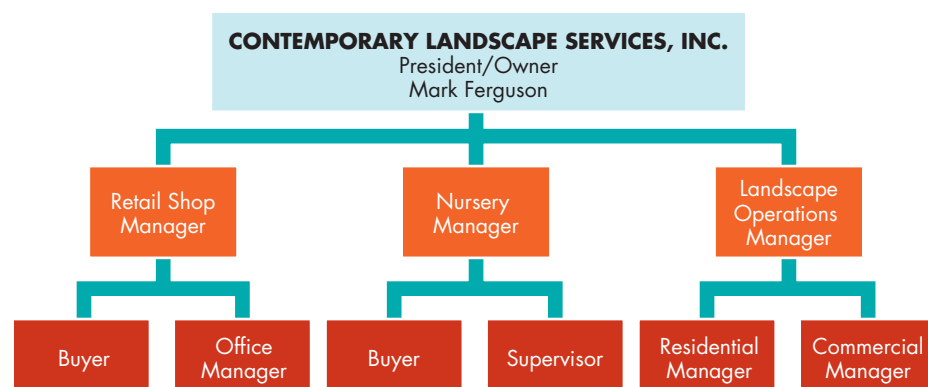 CONTEMPORARY LANDSCAPE SERVICES, INC.
President/Owner
Mark Ferguson
Retail Shop
Manager
Nursery
Manager
Landscape
Operations
Manager
Buyer
Office
Manager
Buyer
Supervisor
Residential
Manager
Commercial
Manager